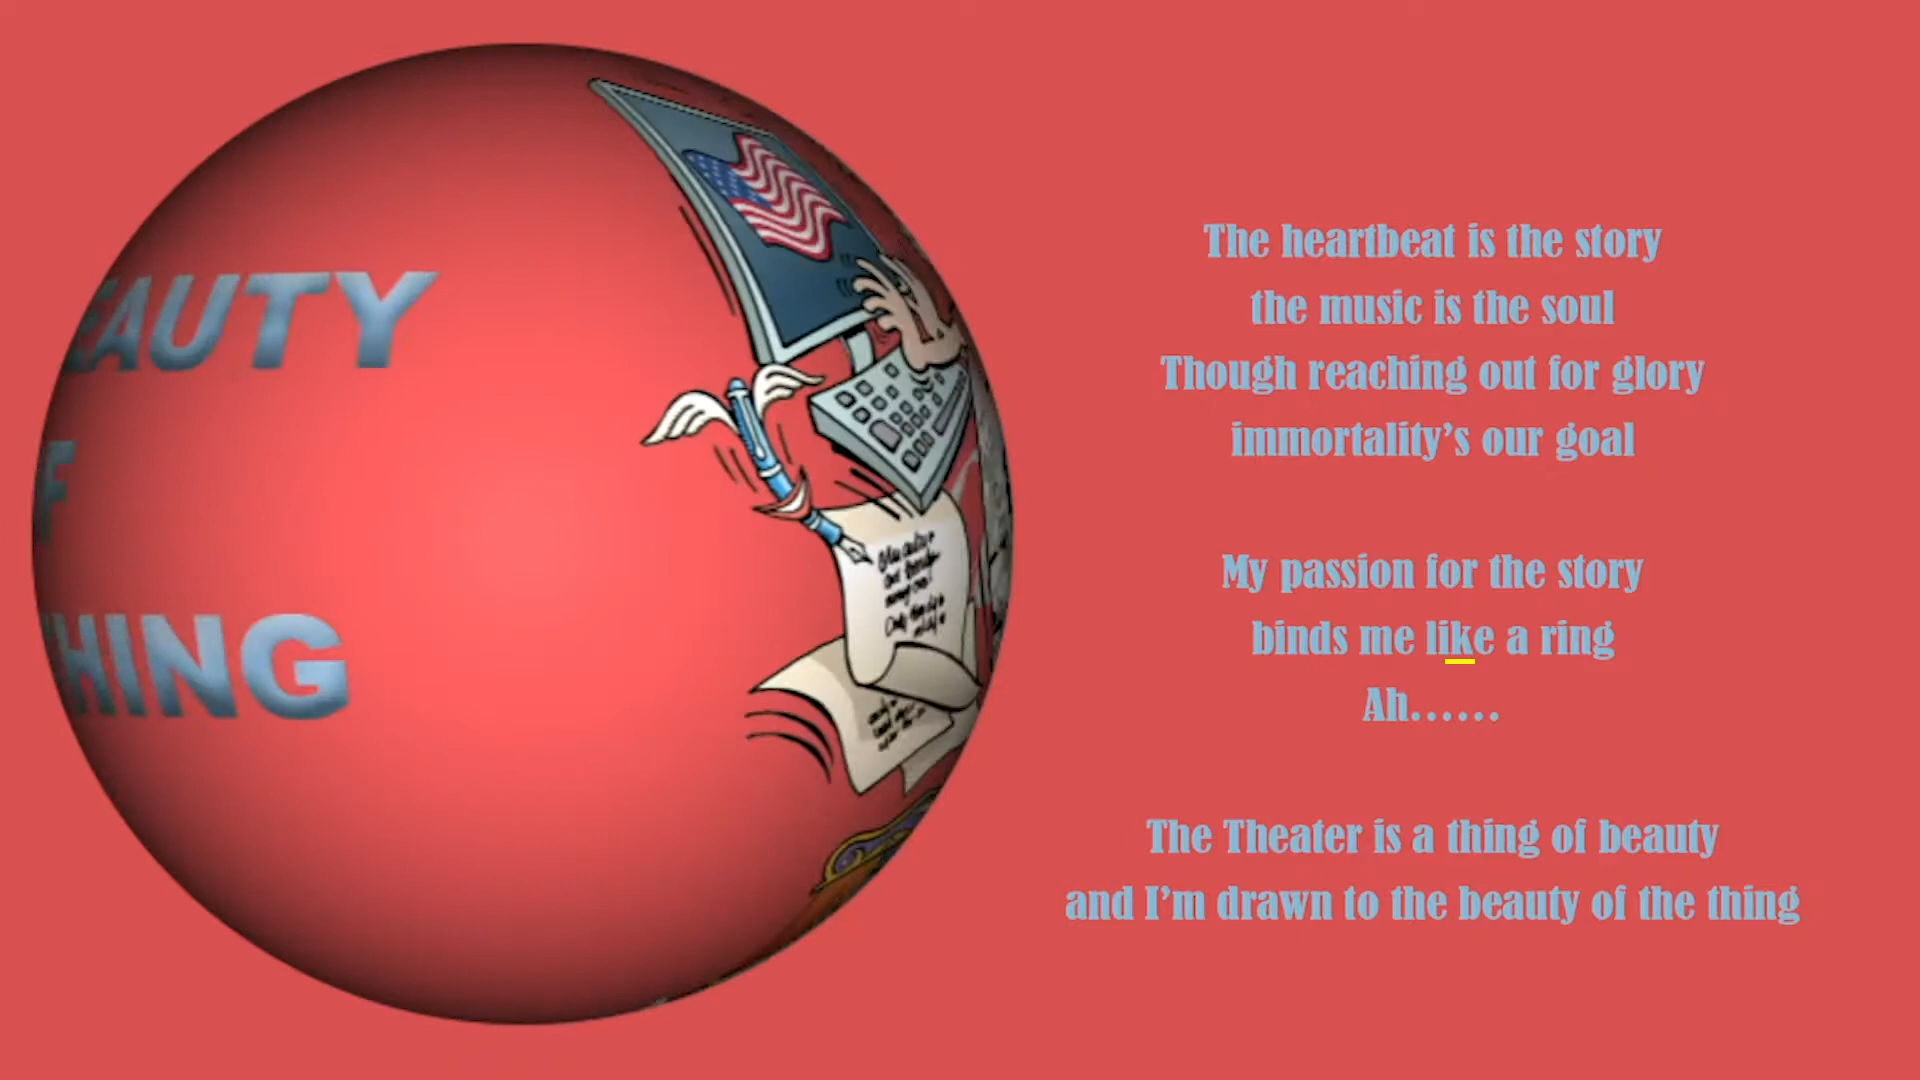 EAUTY
F
HING
The heartbeat is the story
the music is the soul
Though reaching out for glory
immortality's our goal
My passion for the story
binds me like a ring
Ah......
The Theater is a thing of beauty
and I'm drawn to the beauty of the thing